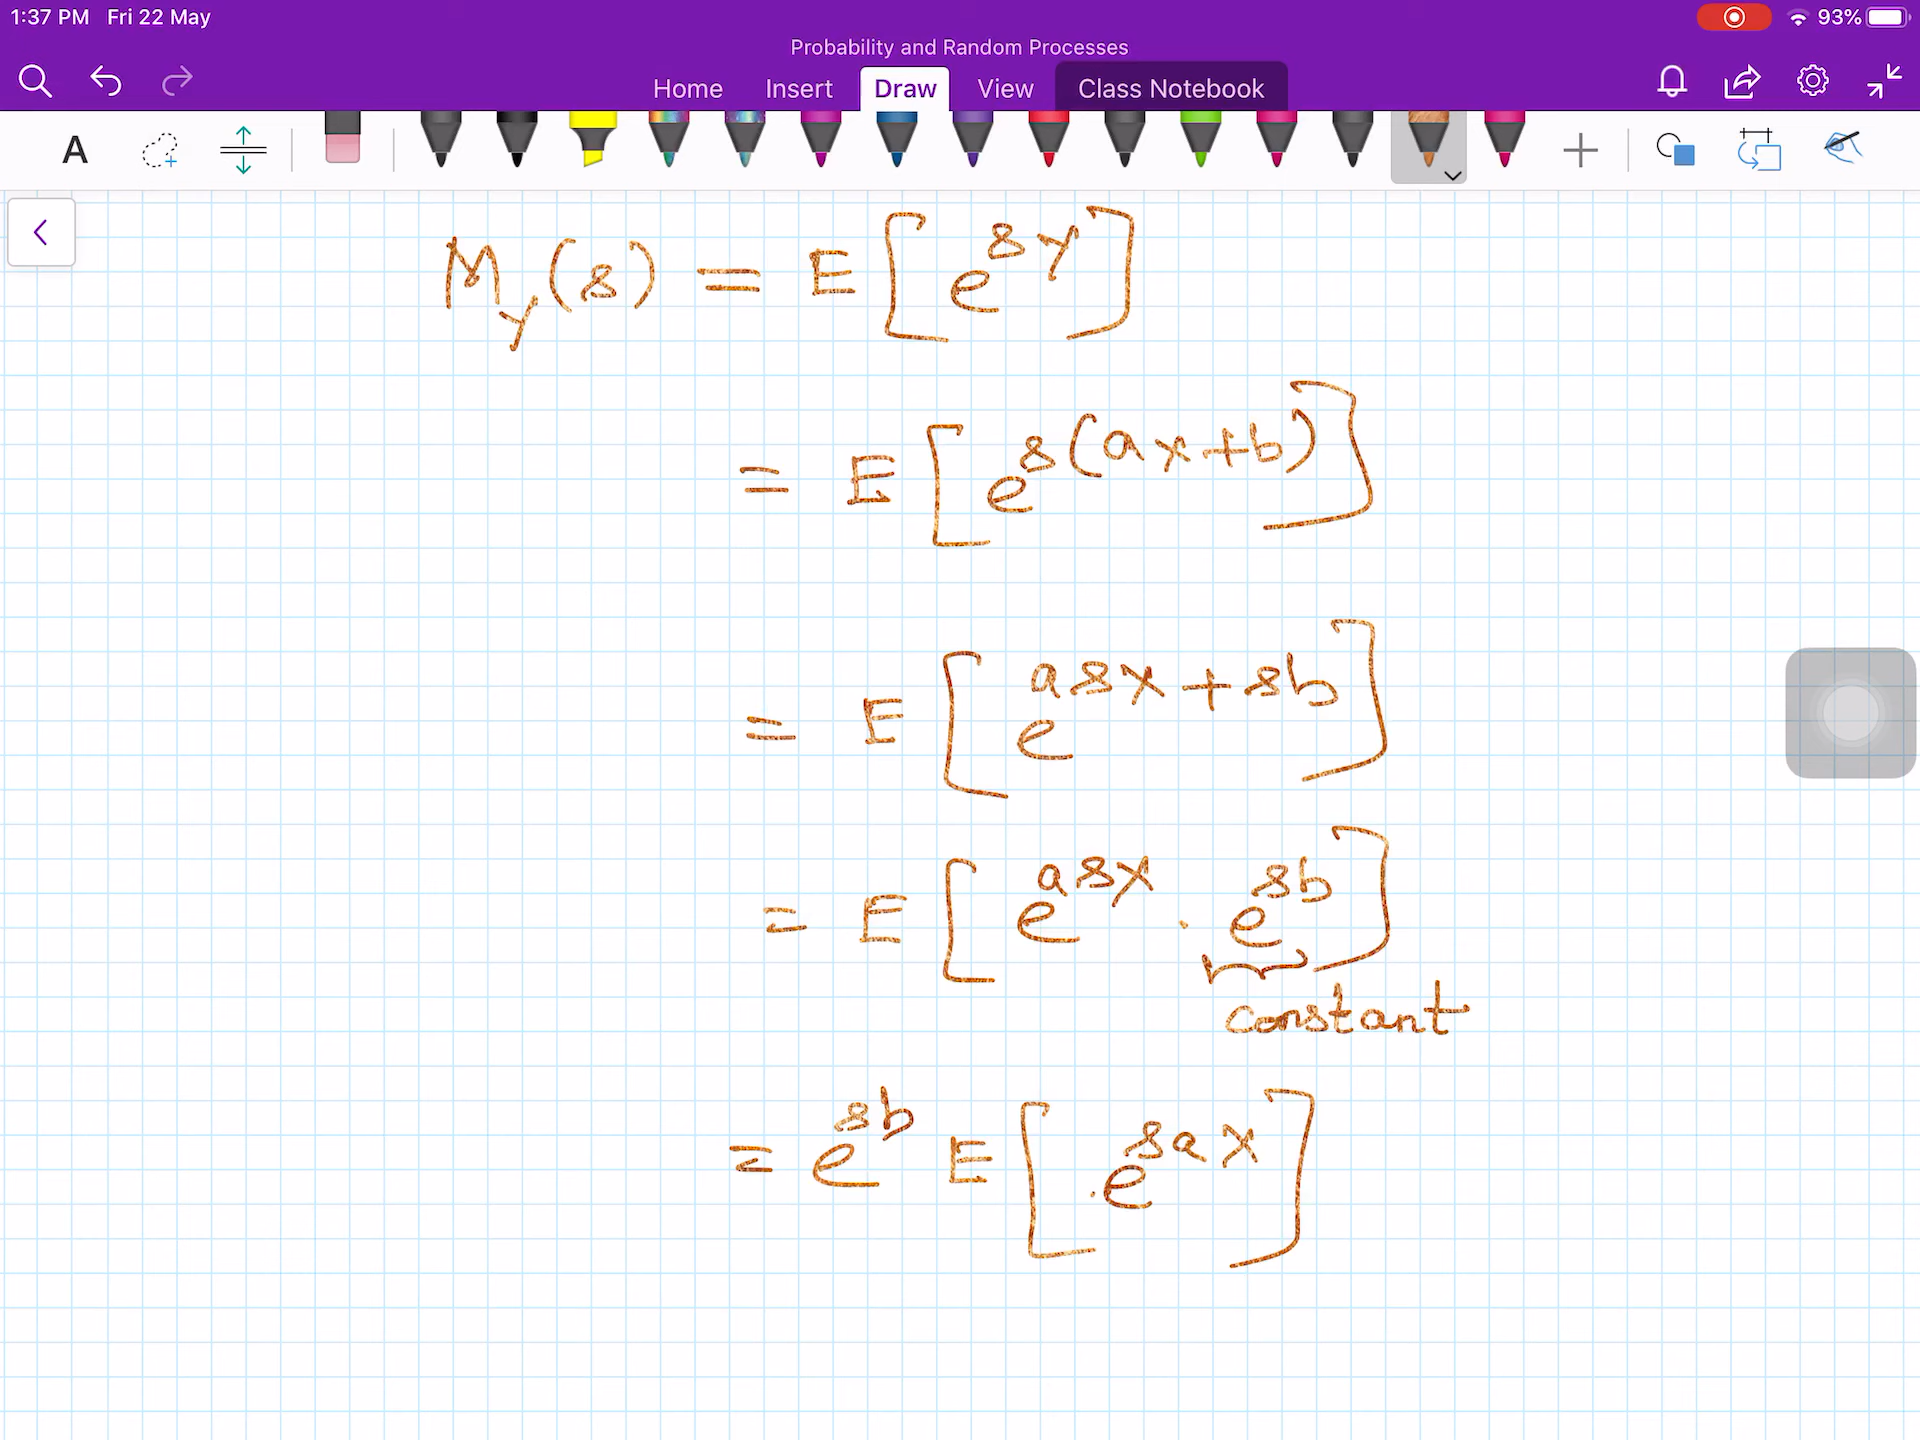 1:37 PM Fri 22 May 93%
Probability and Random Processes
Home Insert Draw View Class Notebook
A
M_Y(s) = E[e^{sY}]
= E[e^{s(ax+b)}]
= E[e^{asx+sb}]
= E[e^{asx} · e^{sb}]
constant
= e^{sb} E[e^{sax}]